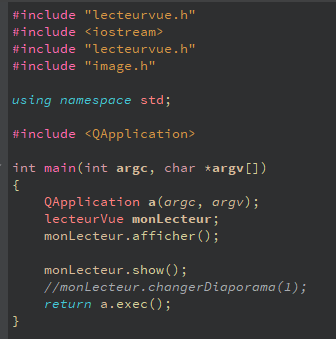 #include "lecteurvue.h"
#include <iostream>
#include "lecteurvue.h"
#include "image.h"
using namespace std;
#include <QApplication>
int main(int argc, char *argv[])
{
QApplication a(argc, argv);
lecteurVue monLecteur;
monLecteur.afficher();
monLecteur.show();
//monLecteur.changerDiaporama(1);
return a.exec();
}